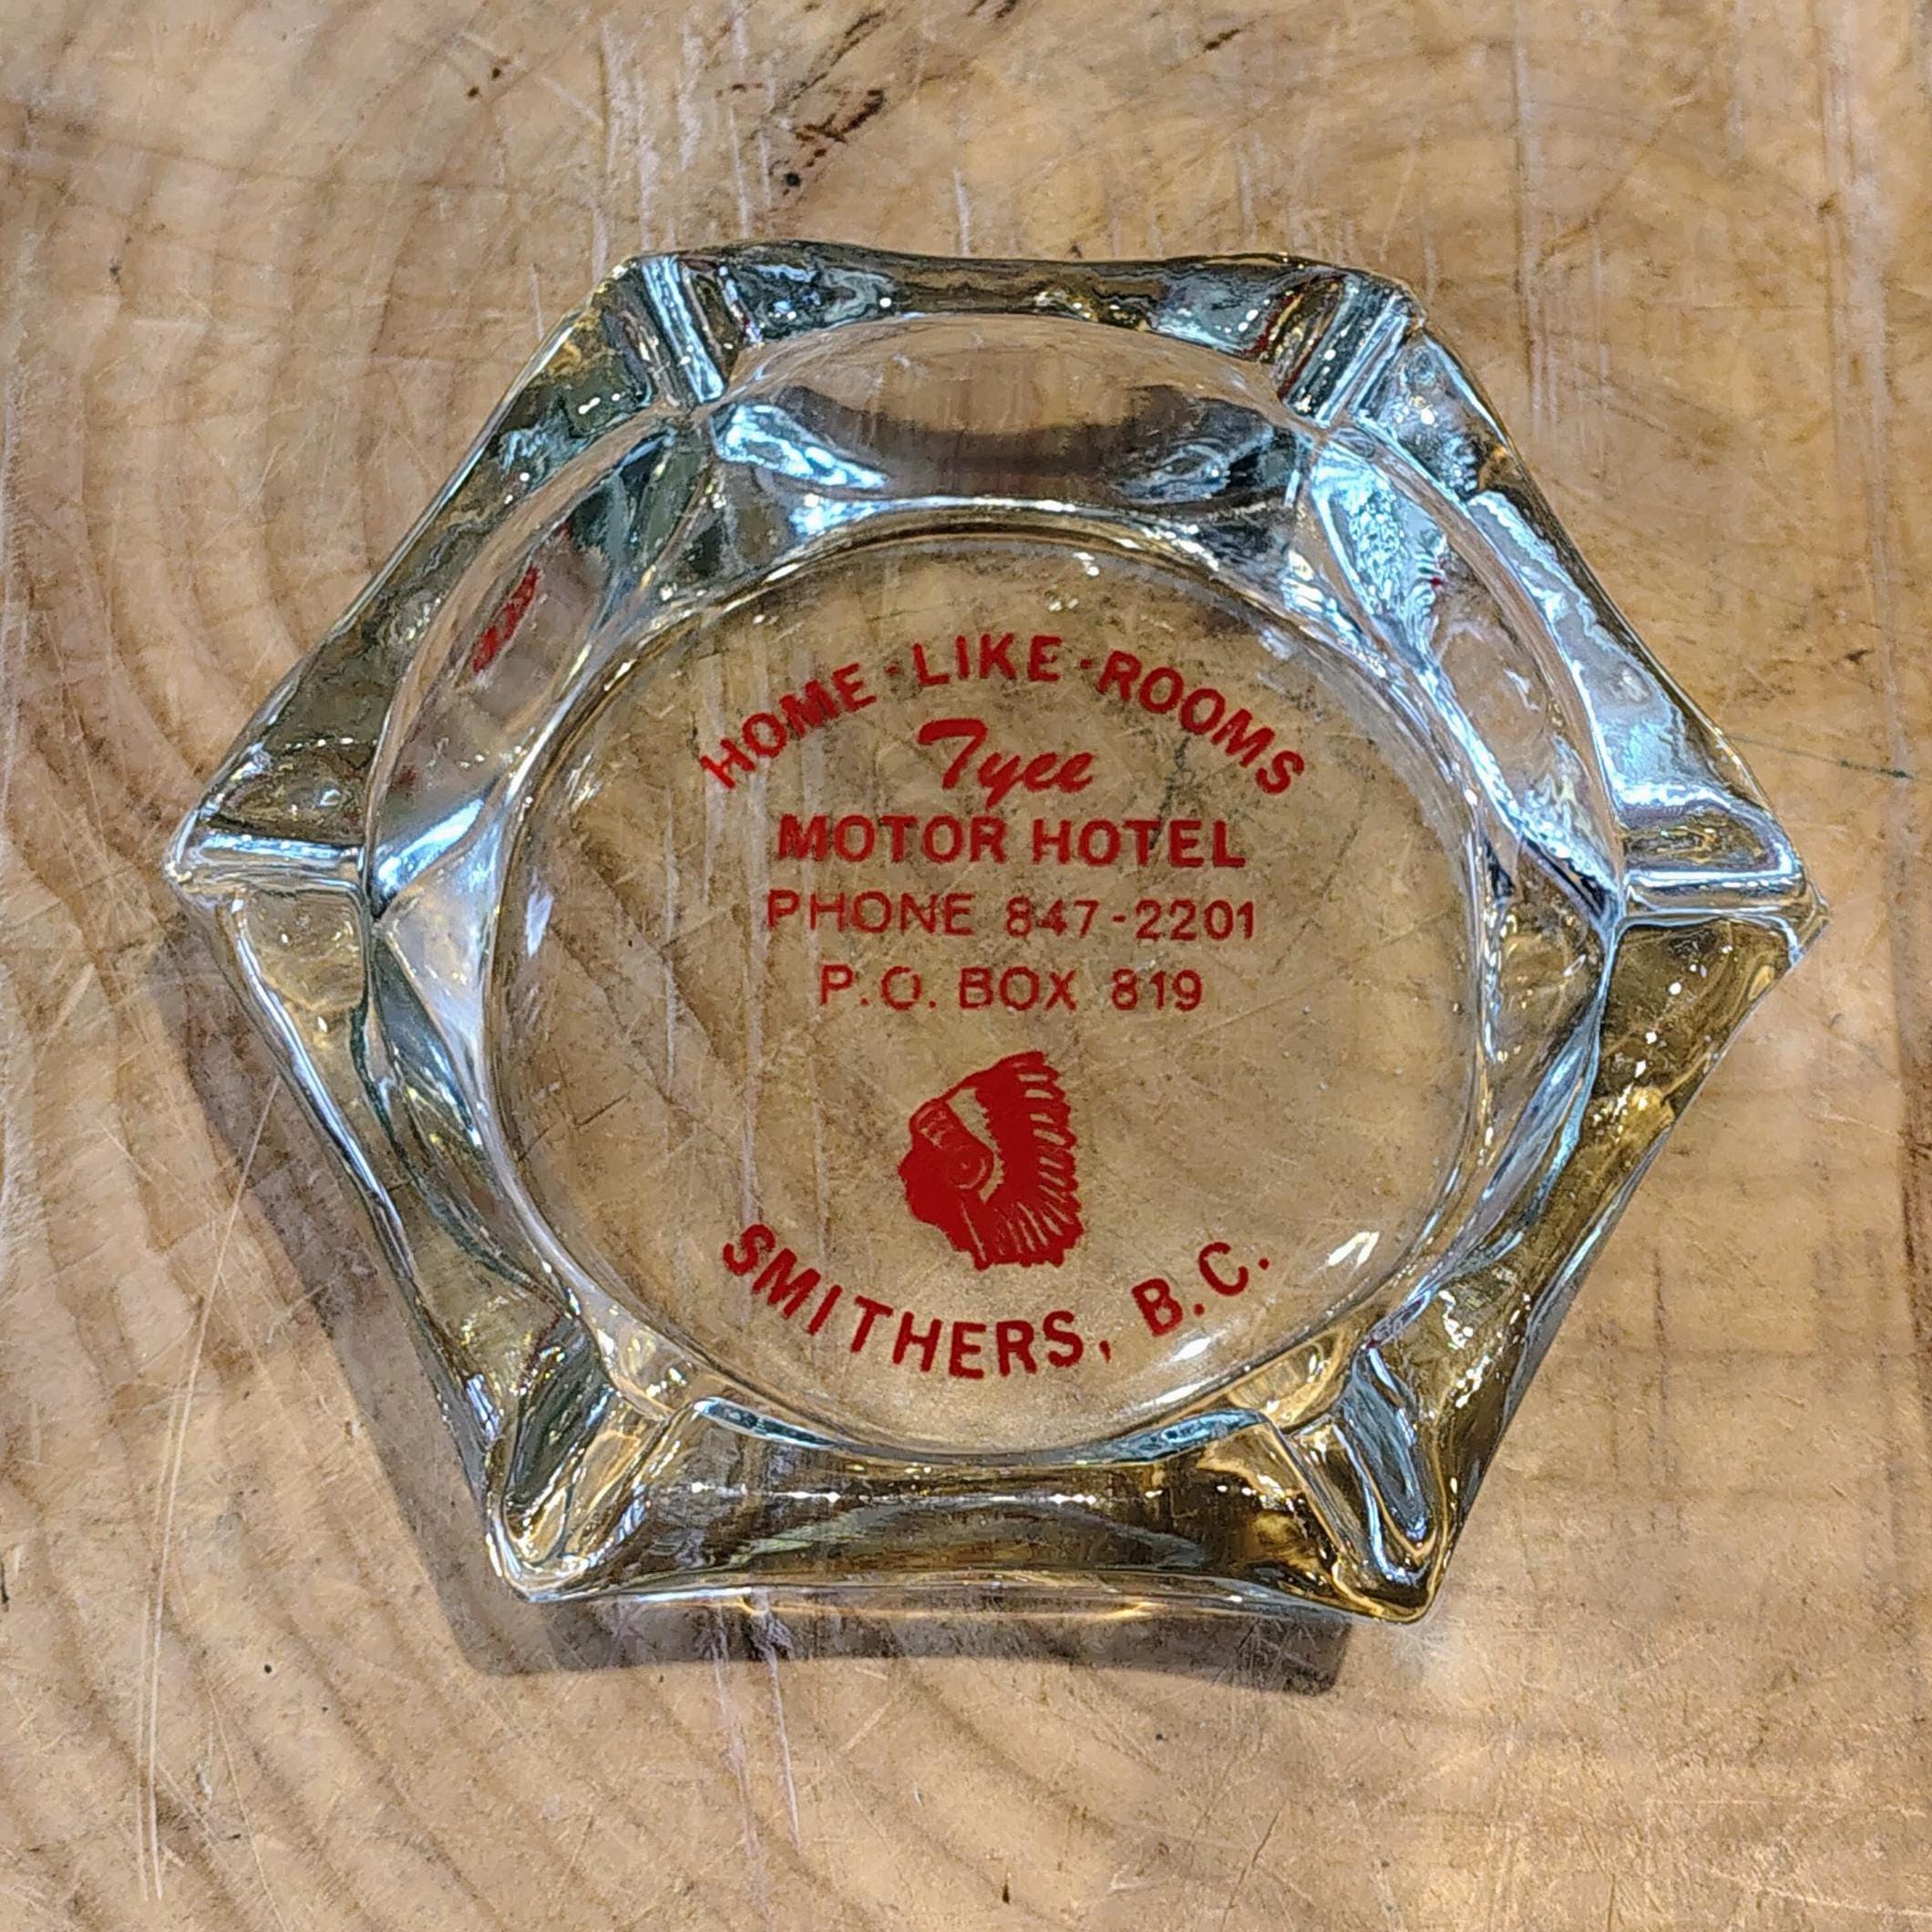 HOME-LIKE-ROOMS
Tyee
MOTOR HOTEL
PHONE 847-2201
P.O. BOX 819
SMITHERS, B.C.